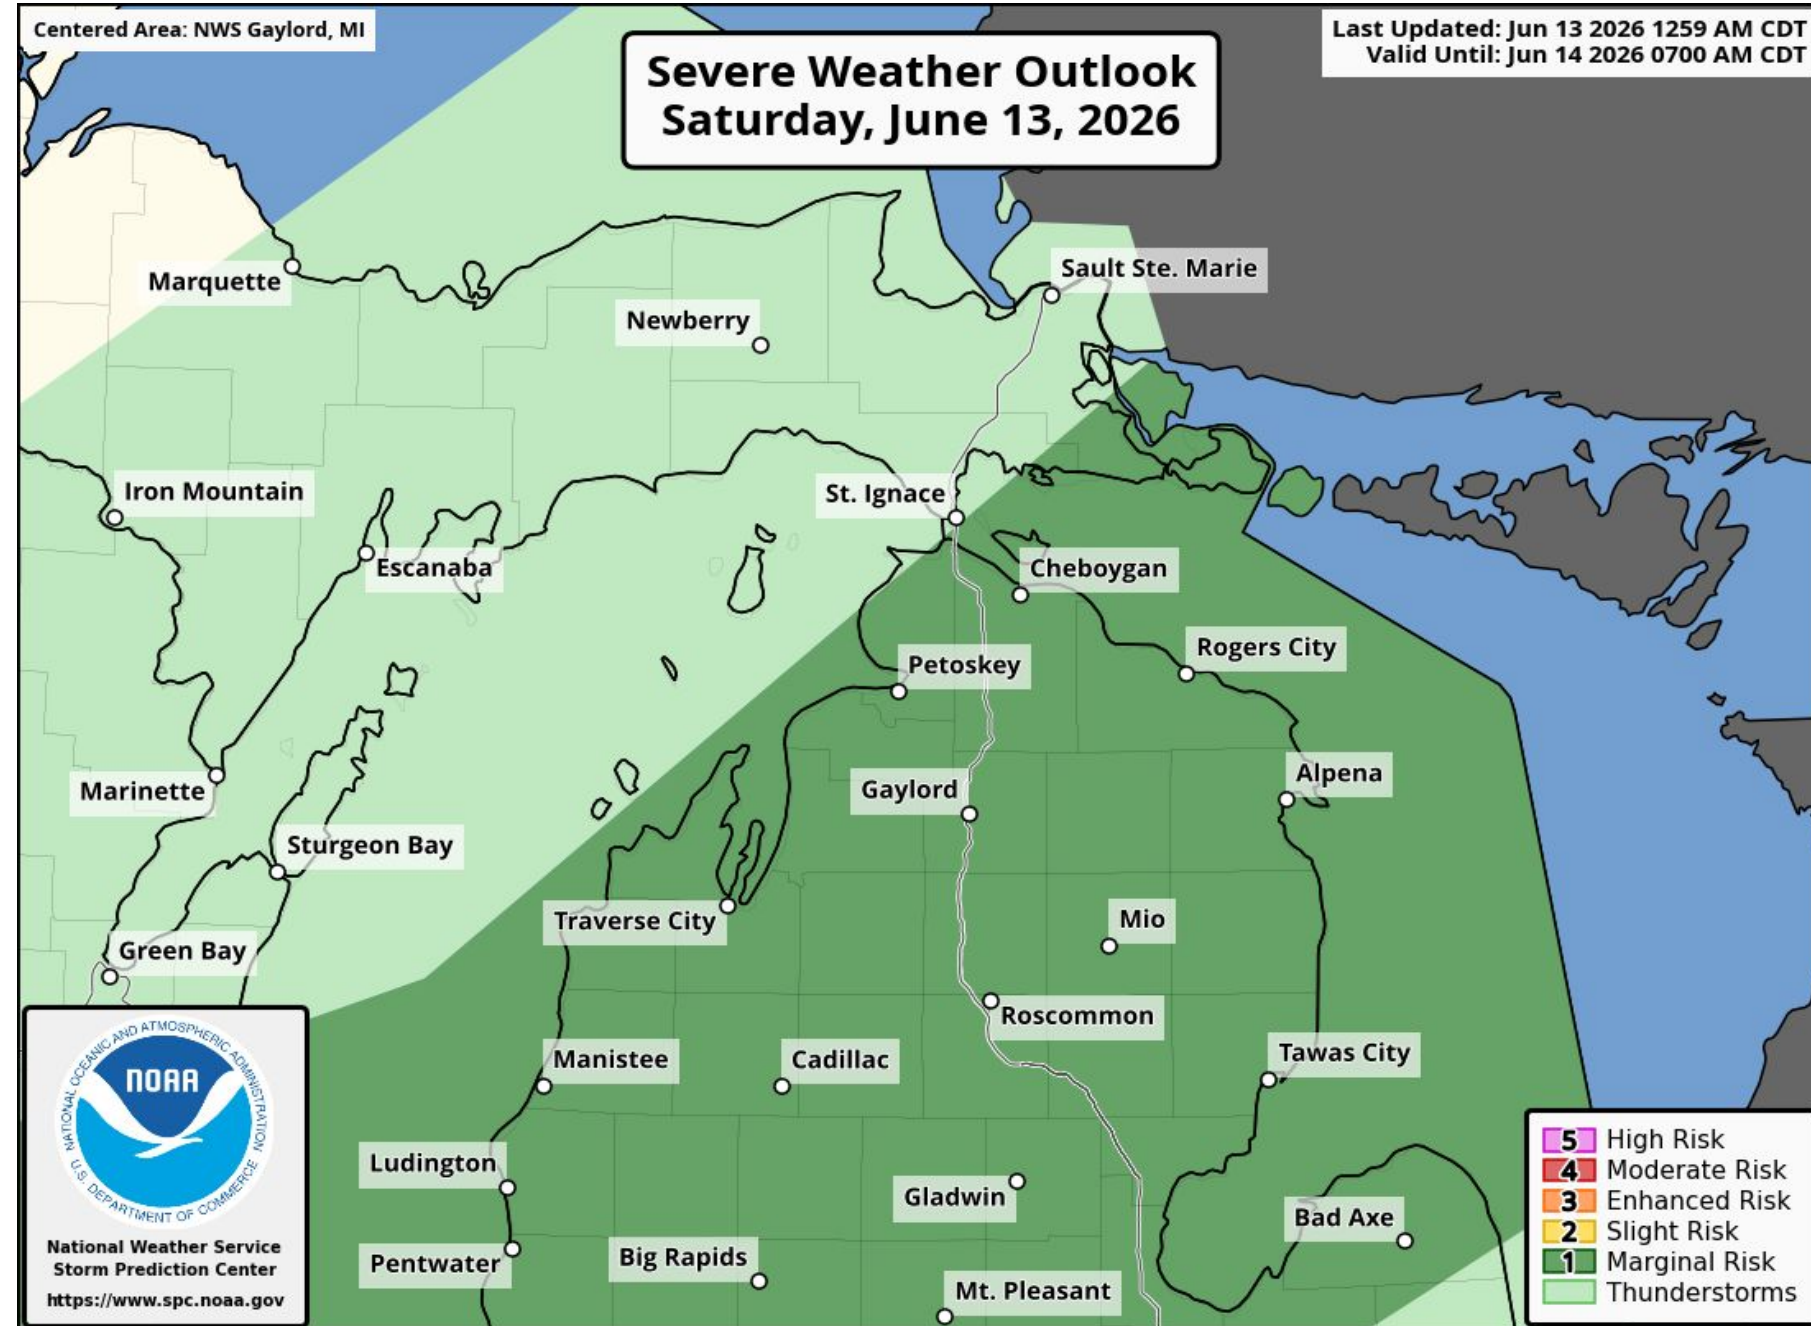 Centered Area: NWS Gaylord, MI
Last Updated: Jun 13 2026 1259 AM CDT
Valid Until: Jun 14 2026 0700 AM CDT
Severe Weather Outlook
Saturday, June 13, 2026
Marquette
Sault Ste. Marie
Newberry
Iron Mountain
St. Ignace
Escanaba
Cheboygan
Rogers City
Petoskey
Marinette
Gaylord
Alpena
Sturgeon Bay
Traverse City
Mio
Green Bay
Roscommon
Manistee
Cadillac
Tawas City
Ludington
Gladwin
Bad Axe
Pentwater
Big Rapids
Mt. Pleasant
NATIONAL OCEANIC AND ATMOSPHERIC ADMINISTRATION
NOAA
U.S. DEPARTMENT OF COMMERCE
National Weather Service
Storm Prediction Center
https://www.spc.noaa.gov
5 High Risk
4 Moderate Risk
3 Enhanced Risk
2 Slight Risk
1 Marginal Risk
Thunderstorms